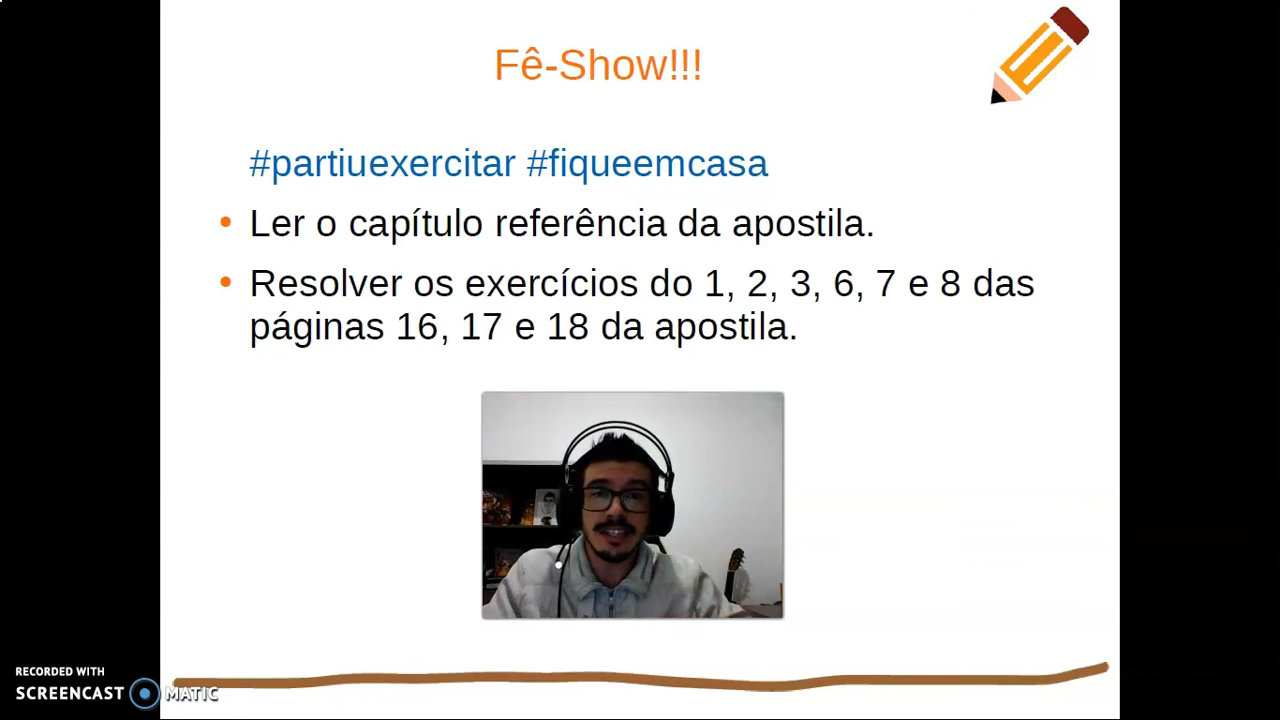 Fê-Show!!!
#partiuexercitar #fiqueemcasa
Ler o capítulo referência da apostila.
Resolver os exercícios do 1, 2, 3, 6, 7 e 8 das
páginas 16, 17 e 18 da apostila.
RECORDED WITH
SCREENCAST MATIC